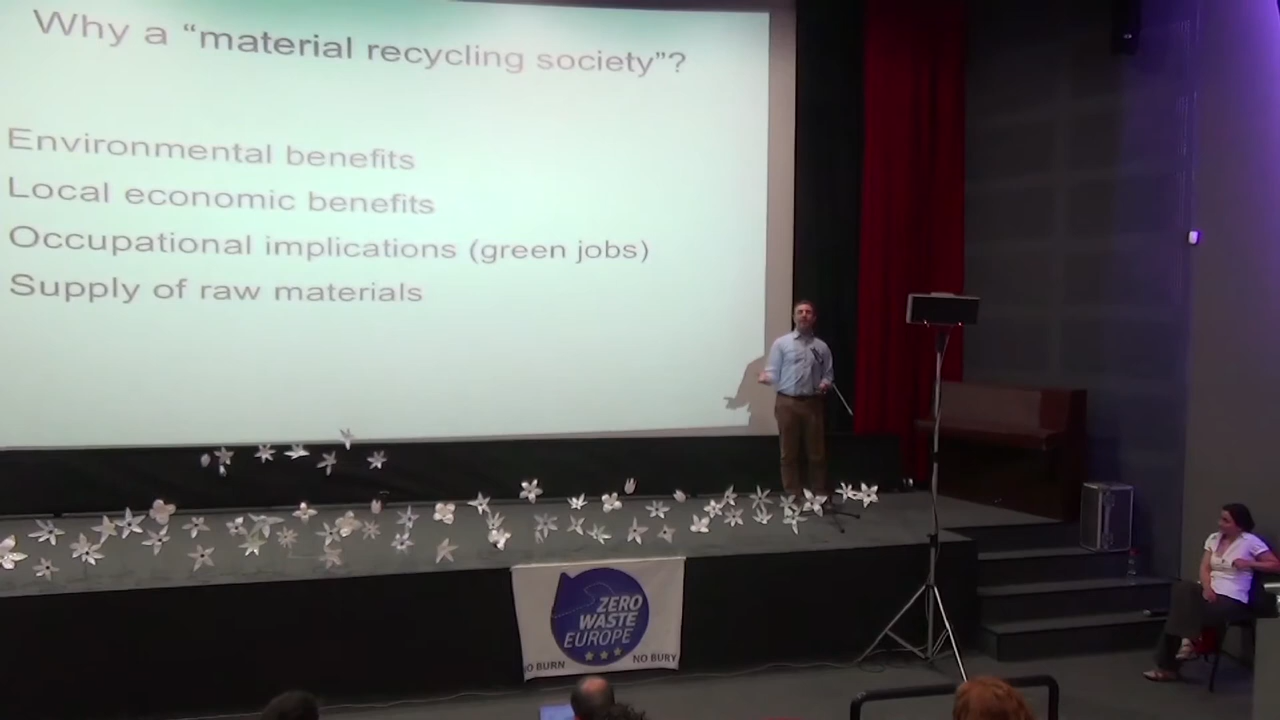 Why a “material recycling society”?
Environmental benefits
Local economic benefits
Occupational implications (green jobs)
Supply of raw materials
ZERO
WASTE
EUROPE
O BURN
NO BURY